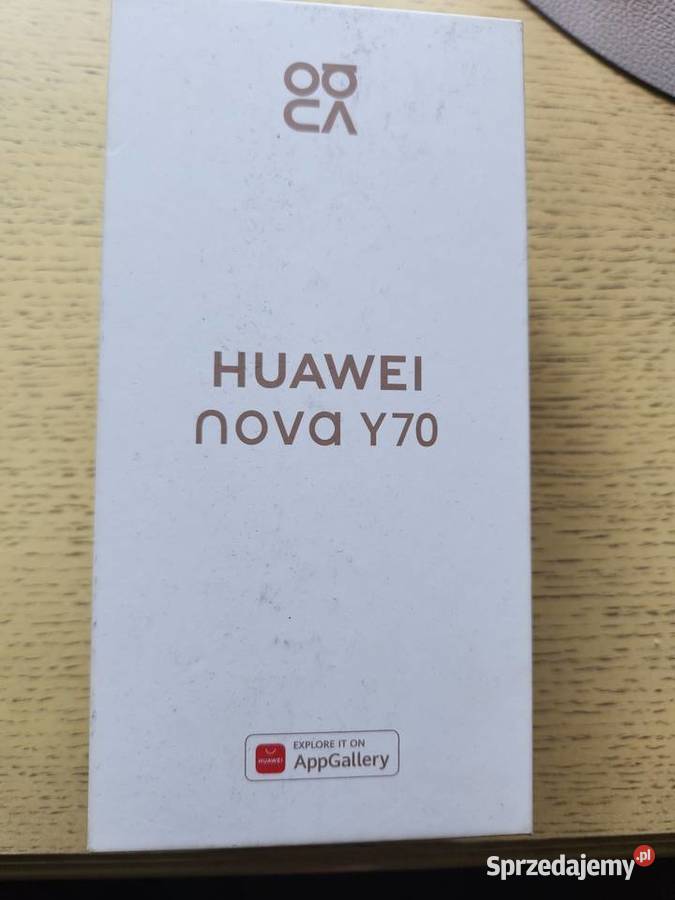 HUAWEI
nova Y70
EXPLORE IT ON
HUAWEI
AppGallery
Sprzedajemy.pl